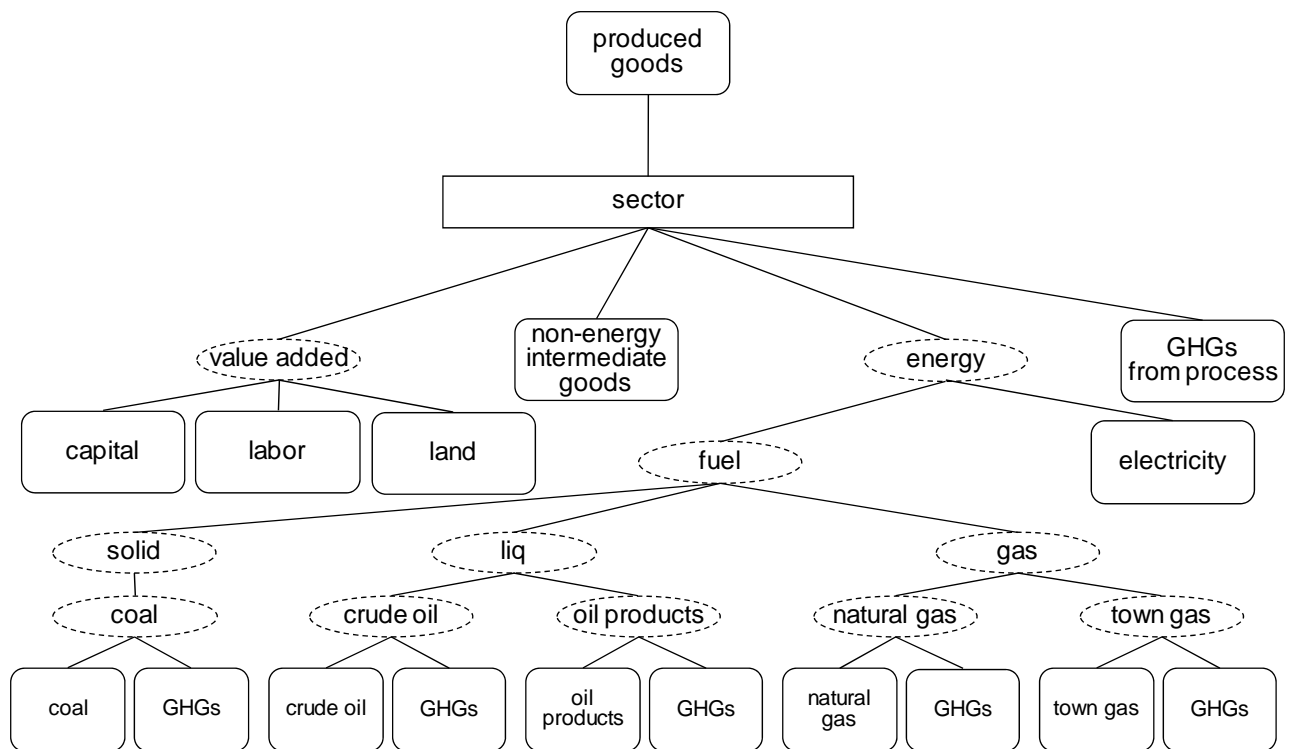 produced
goods
sector
value added
non-energy
intermediate
goods
energy
GHGs
from process
capital
labor
land
fuel
electricity
solid
liq
gas
coal
crude oil
oil products
natural gas
town gas
coal
GHGs
crude oil
GHGs
oil
products
GHGs
natural
gas
GHGs
town gas
GHGs